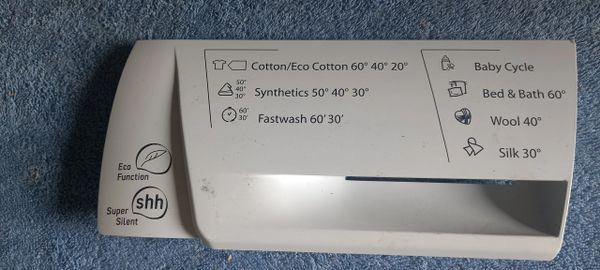 Cotton/Eco Cotton 60° 40° 20°
50°
40°
30°
Synthetics 50° 40° 30°
60'
30'
Fastwash 60' 30'
Baby Cycle
Bed & Bath 60°
Wool 40°
Silk 30°
Eco
Function
shh
Super
Silent